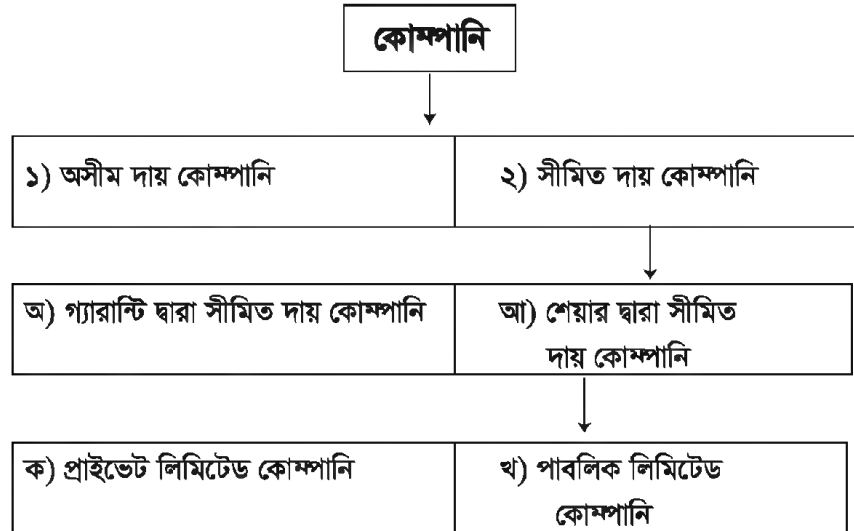 কোম্পানি
১) অসীম দায় কোম্পানি
২) সীমিত দায় কোম্পানি
অ) গ্যারান্টি দ্বারা সীমিত দায় কোম্পানি
আ) শেয়ার দ্বারা সীমিত
দায় কোম্পানি
ক) প্রাইভেট লিমিটেড কোম্পানি
খ) পাবলিক লিমিটেড
কোম্পানি